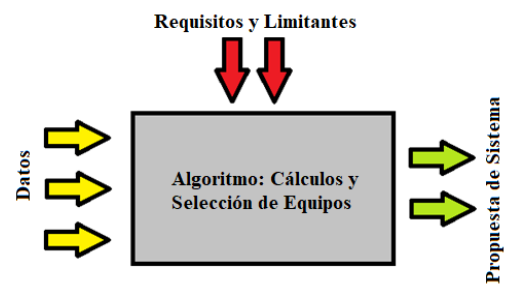 Requisitos y Limitantes
Datos
Algoritmo: Cálculos y
Selección de Equipos
Propuesta de Sistema